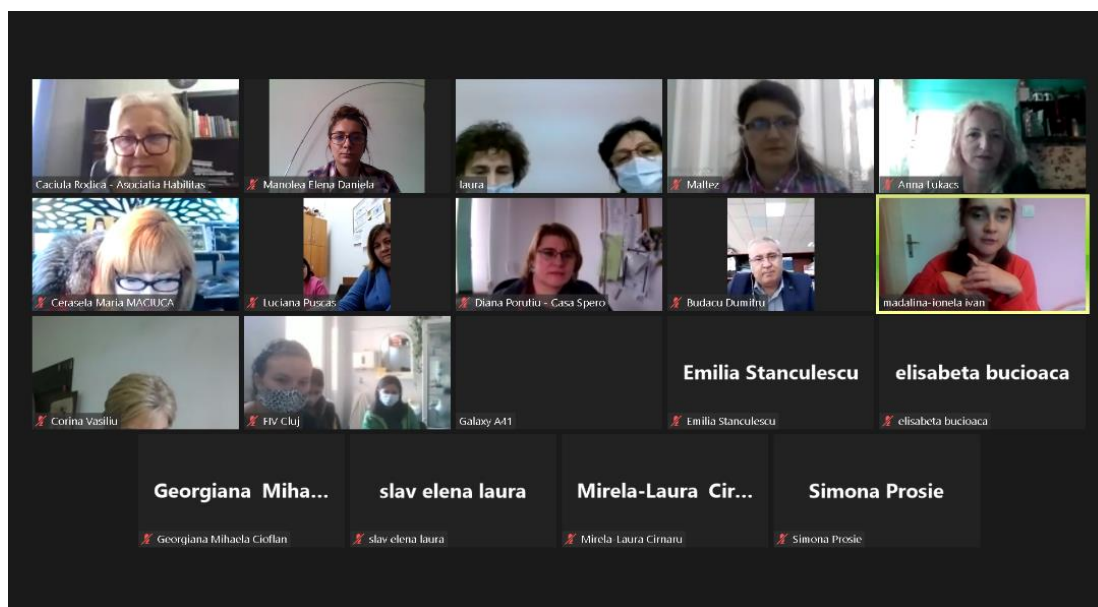 Caciula Rodica - Asociatia Habilitas
Manolea Elena Daniela
laura
Maltez
Anna Lukacs
Cerasela Maria MACIUCA
Luciana Puscas
Diana Porutiu - Casa Spero
Budacu Dumitru
madalina-ionela ivan
Corina Vasiliu
FIV Cluj
Galaxy A41
Emilia Stanculescu
Emilia Stanculescu
elisabeta bucioaca
elisabeta bucioaca
Georgiana Miha...
Georgiana Mihaela Cioflan
slav elena laura
slav elena laura
Mirela-Laura Cir...
Mirela-Laura Cirnaru
Simona Prosie
Simona Prosie